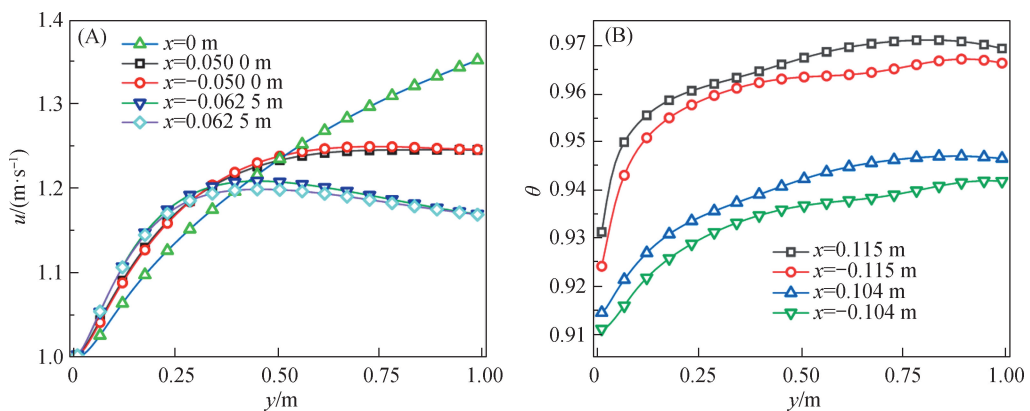 (A)
x=0 m
x=0.050 0 m
x=−0.050 0 m
x=−0.062 5 m
x=0.062 5 m
1.4
1.3
1.2
1.1
1.0
u/(m·s⁻¹)
0
0.25
0.50
0.75
1.00
y/m
(B)
0.97
0.96
0.95
0.94
0.93
0.92
0.91
θ
x=0.115 m
x=−0.115 m
x=0.104 m
x=−0.104 m
0
0.25
0.50
0.75
1.00
y/m